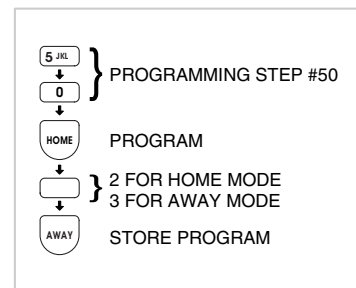 5 JKL
0
PROGRAMMING STEP #50
HOME
PROGRAM
2 FOR HOME MODE
3 FOR AWAY MODE
AWAY
STORE PROGRAM